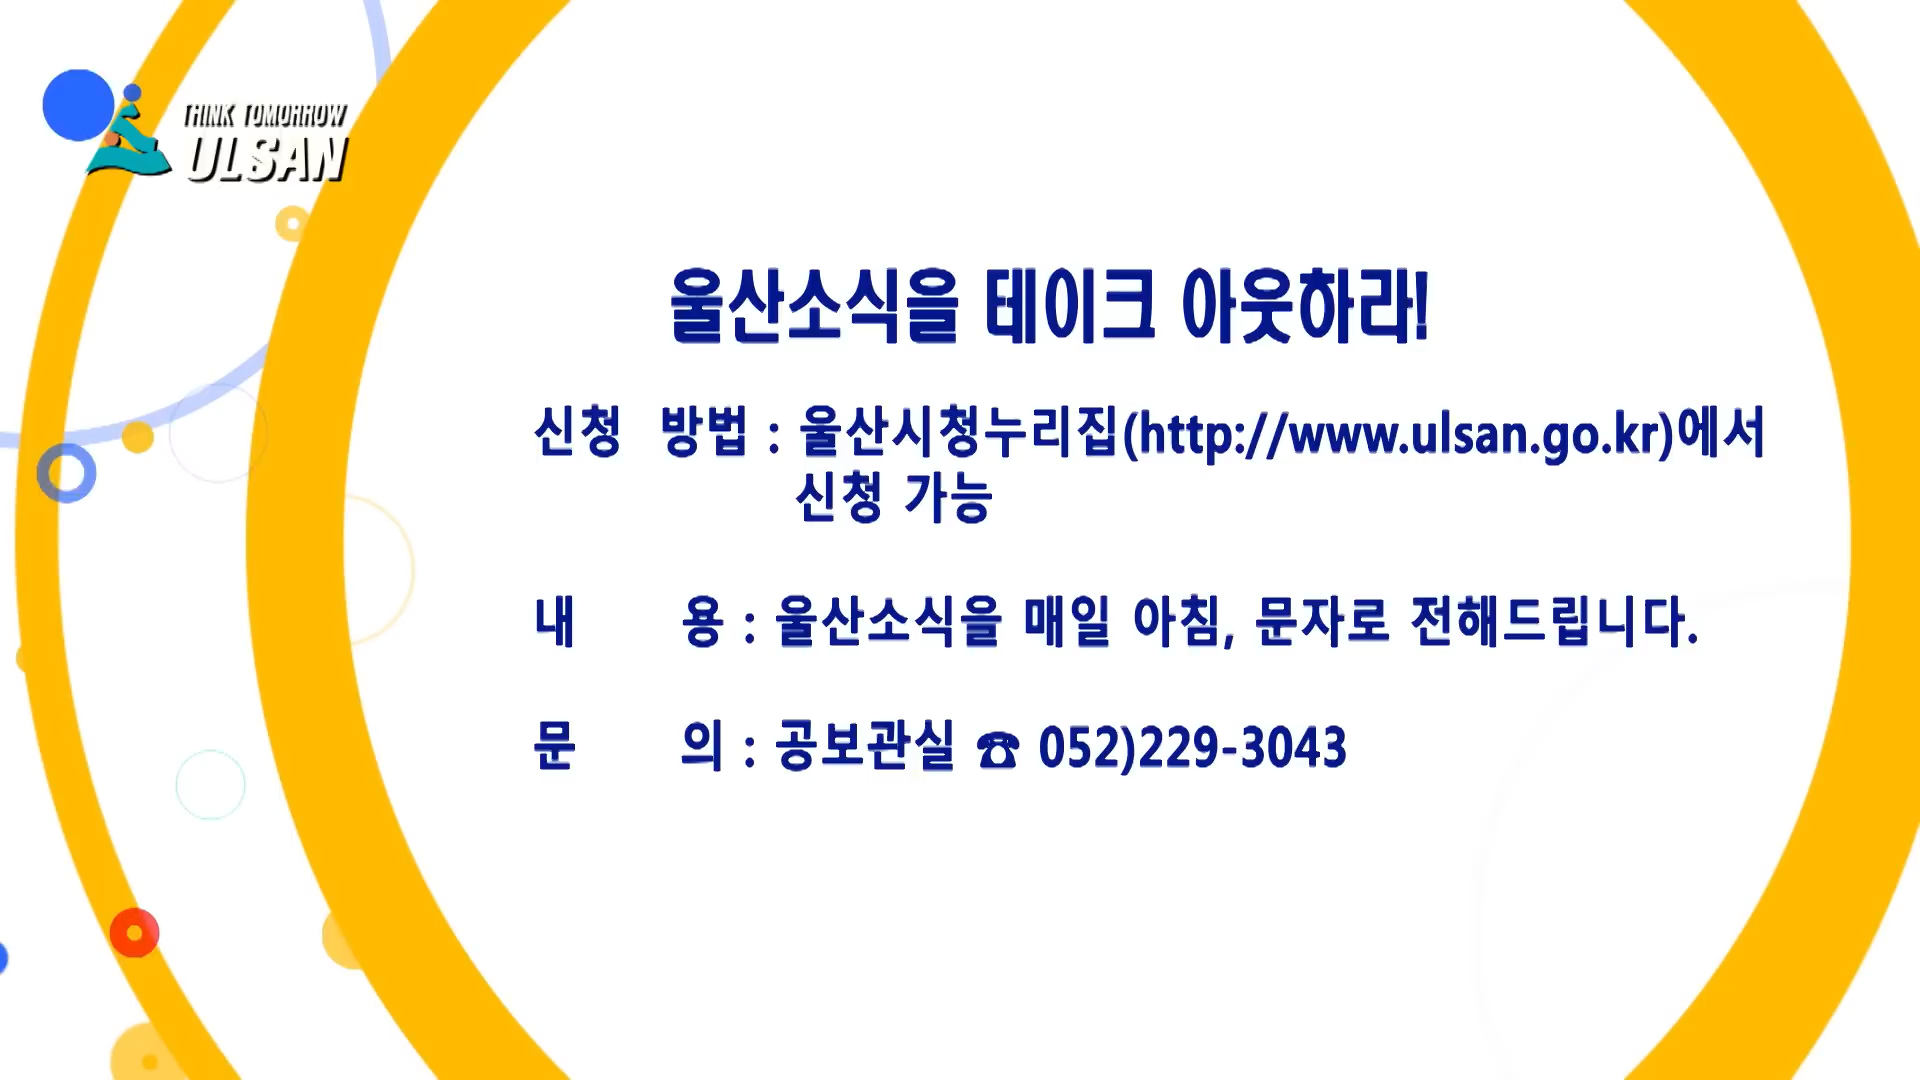 THINK TOMORROW
ULSAN
울산소식을 테이크 아웃하라!
신청 방법 : 울산시청누리집(http://www.ulsan.go.kr)에서
신청 가능
내 용 : 울산소식을 매일 아침, 문자로 전해드립니다.
문 의 : 공보관실 ☎ 052)229-3043